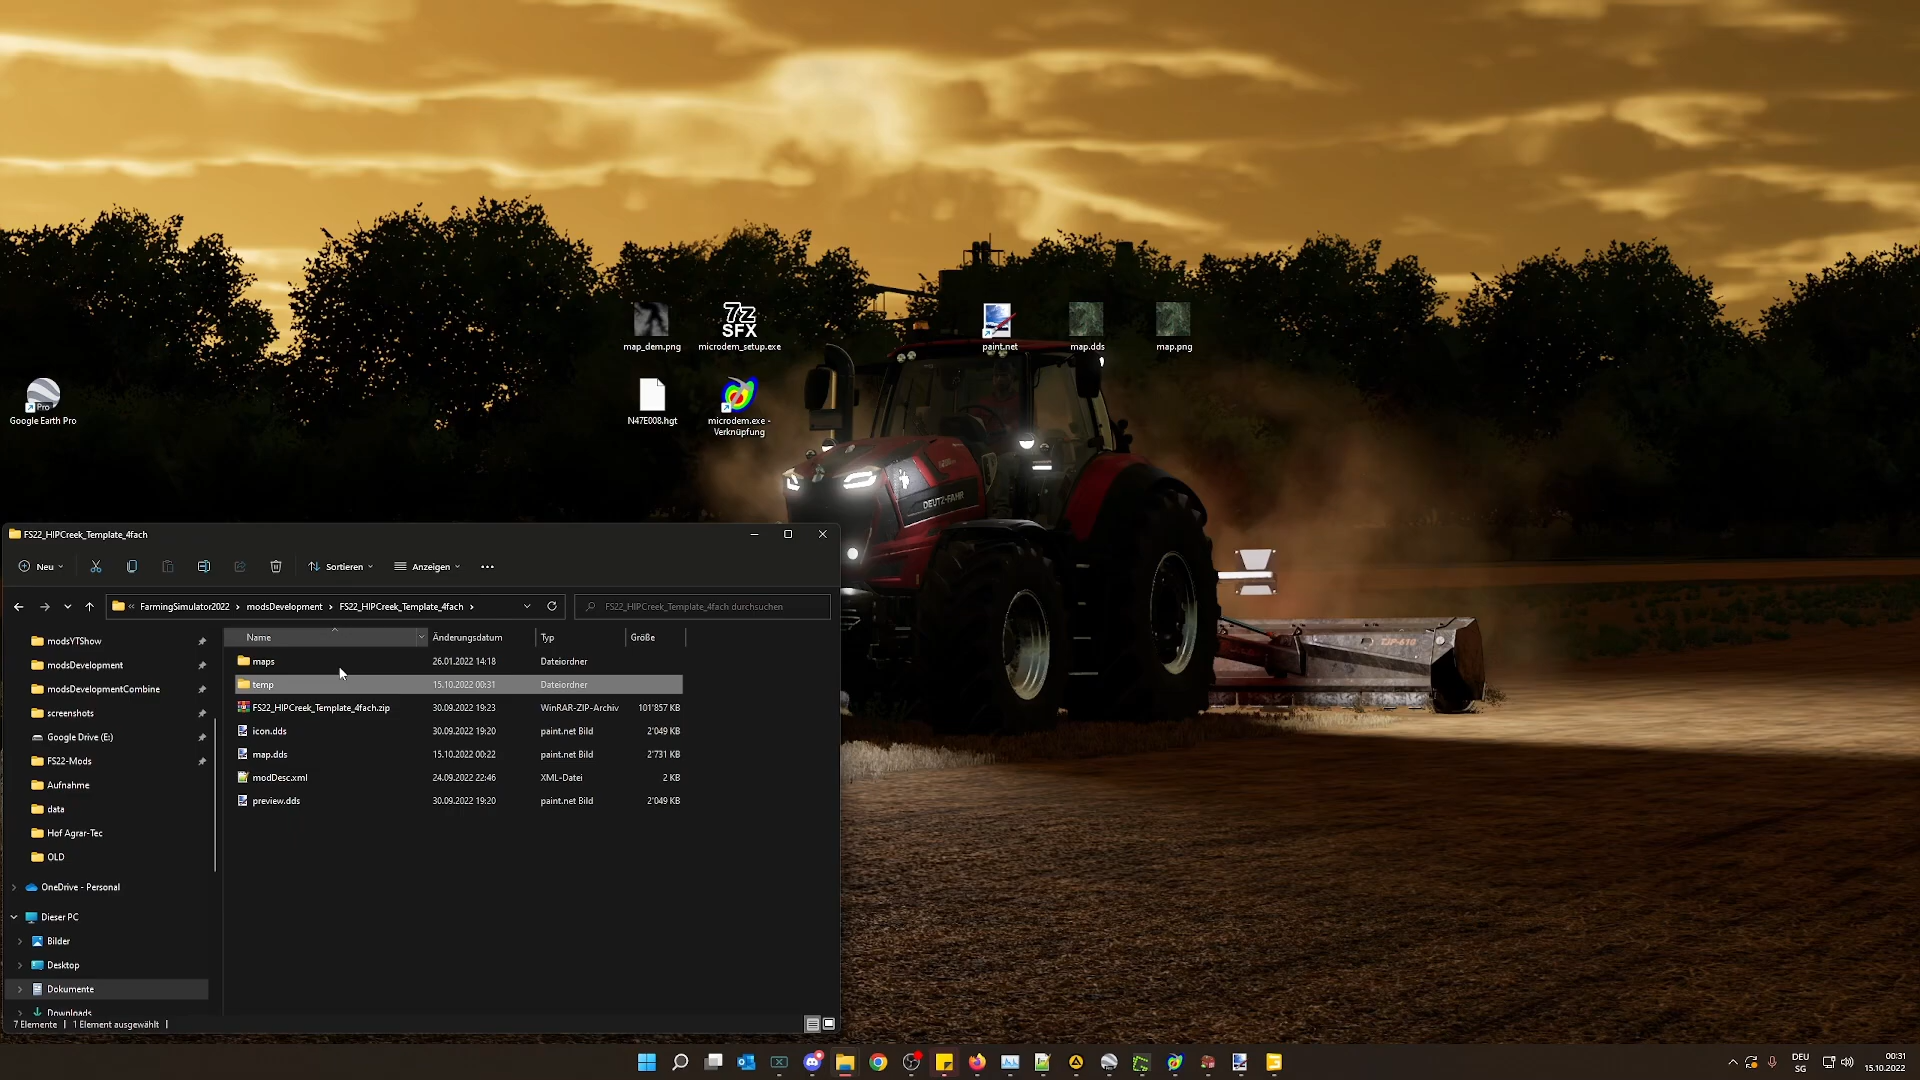 map_dem.png
7z
SFX
microdem_setup.exe
paint.net
map.dds
map.png
Pro
Google Earth Pro
N47E008.hgt
microdem.exe -
Verknüpfung
DEUTZ-FAHR
TJP-610
FS22_HIPCreek_Template_4fach
Neu
Sortieren
Anzeigen
« FarmingSimulator2022 › modsDevelopment › FS22_HIPCreek_Template_4fach ›
FS22_HIPCreek_Template_4fach durchsuchen
modsYTShow
modsDevelopment
modsDevelopmentCombine
screenshots
Google Drive (E:)
FS22-Mods
Aufnahme
data
Hof Agrar-Tec
OLD
OneDrive - Personal
Dieser PC
Bilder
Desktop
Dokumente
Downloads
Name Änderungsdatum Typ Größe
maps 26.01.2022 14:18 Dateiordner
temp 15.10.2022 00:31 Dateiordner
FS22_HIPCreek_Template_4fach.zip 30.09.2022 19:23 WinRAR-ZIP-Archiv 101'857 KB
icon.dds 30.09.2022 19:20 paint.net Bild 2'049 KB
map.dds 15.10.2022 00:22 paint.net Bild 2'731 KB
modDesc.xml 24.09.2022 22:46 XML-Datei 2 KB
preview.dds 30.09.2022 19:20 paint.net Bild 2'049 KB
7 Elemente | 1 Element ausgewählt |
DEU
SG
00:31
15.10.2022